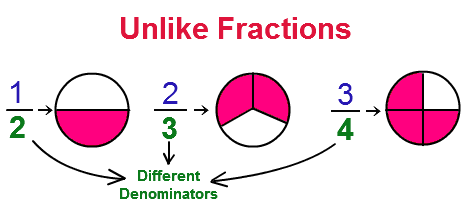 Unlike Fractions
1/2
2/3
3/4
Different
Denominators